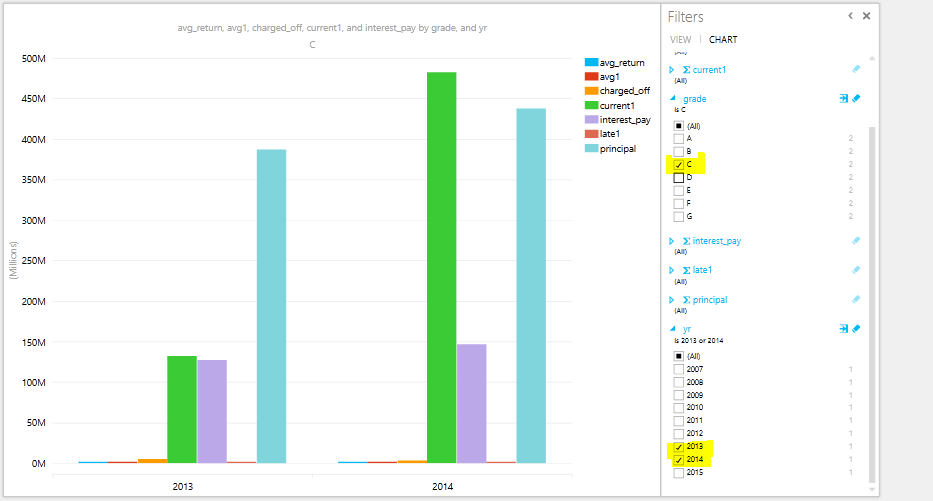 avg_return, avg1, charged_off, current1, and interest_pay by grade, and yr
C
500M
450M
400M
350M
300M
250M
200M
150M
100M
50M
0M
(Millions)
2013
2014
avg_return
avg1
charged_off
current1
interest_pay
late1
principal
Filters
VIEW | CHART
(All)
Σ current1
(All)
grade
is C
(All)
A 2
B 2
C 2
D 2
E 2
F 2
G 2
Σ interest_pay
(All)
Σ late1
(All)
Σ principal
(All)
yr
is 2013 or 2014
(All)
2007 1
2008 1
2009 1
2010 1
2011 1
2012 1
2013 1
2014 1
2015 1